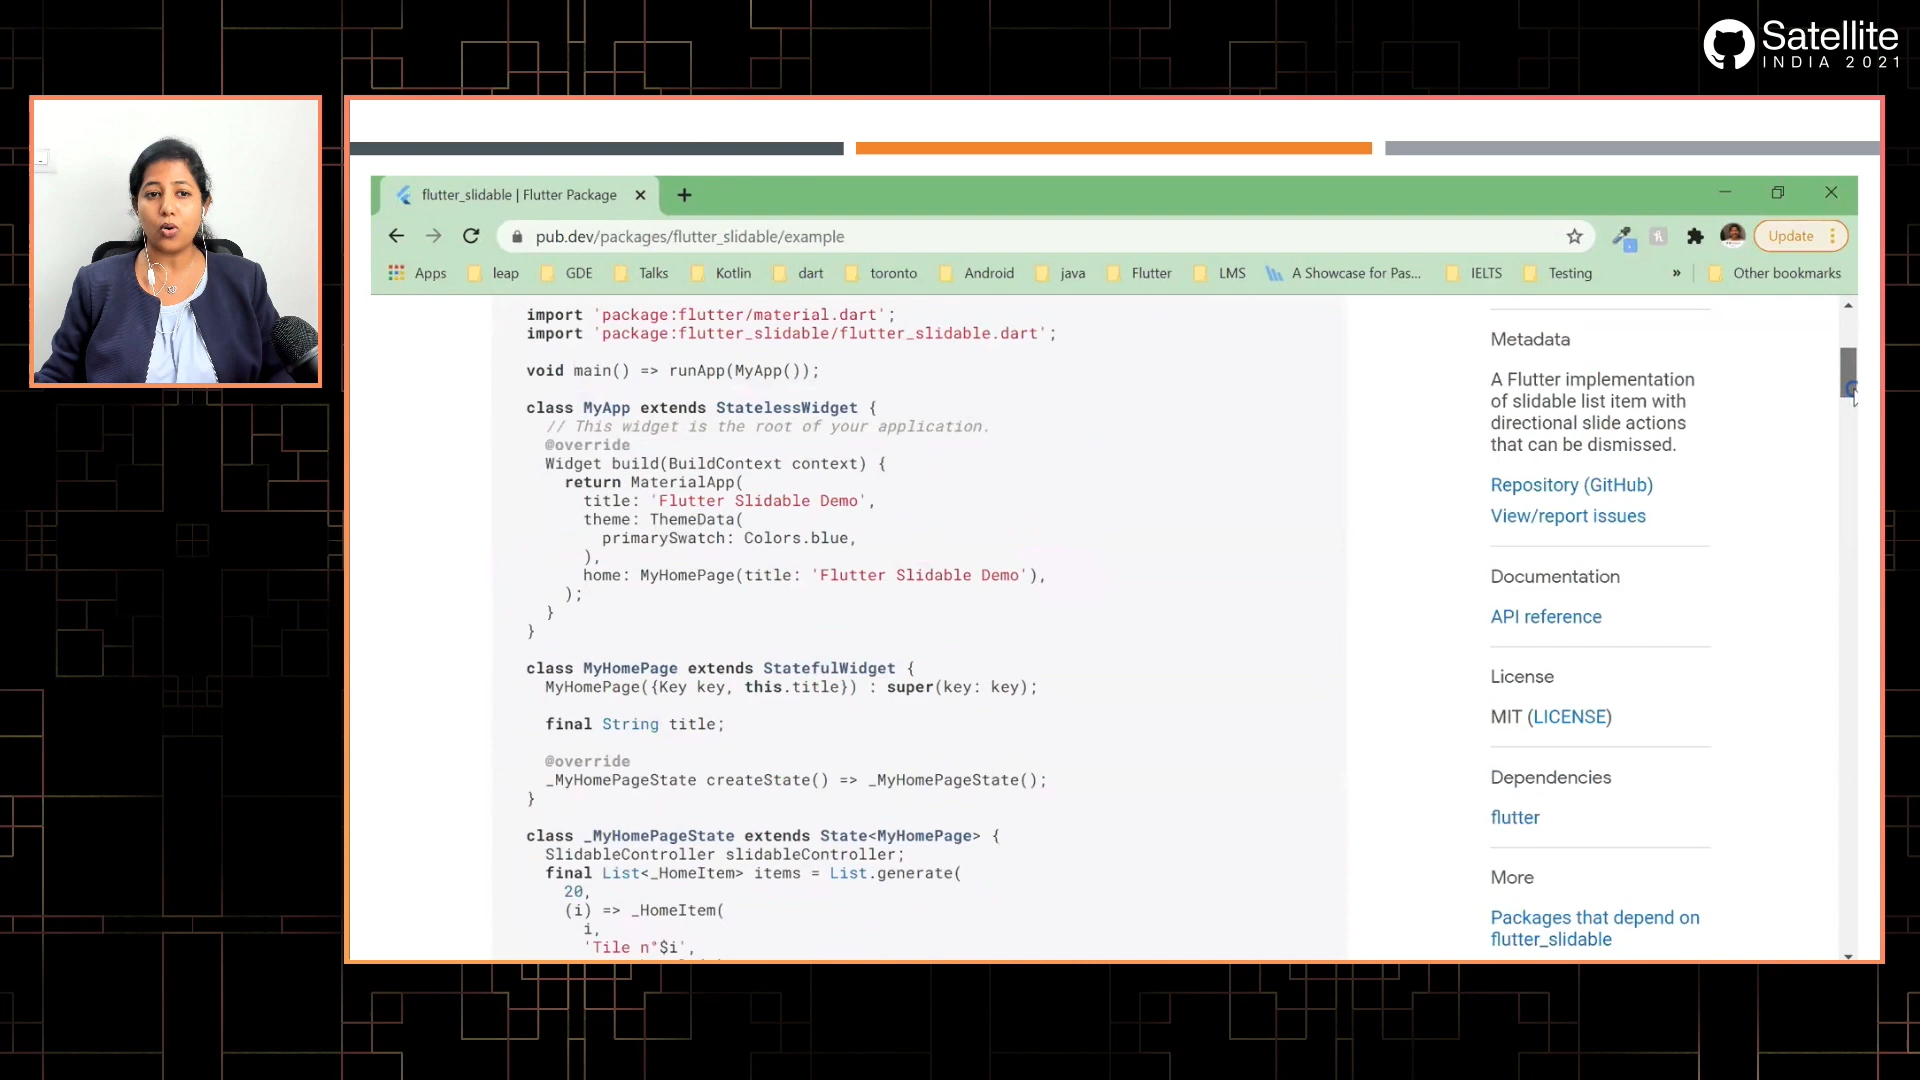 Satellite
INDIA 2021
flutter_slidable | Flutter Package
pub.dev/packages/flutter_slidable/example
Update
Apps leap GDE Talks Kotlin dart toronto Android java Flutter LMS A Showcase for Pas... IELTS Testing » Other bookmarks
import 'package:flutter/material.dart';
import 'package:flutter_slidable/flutter_slidable.dart';
void main() => runApp(MyApp());
class MyApp extends StatelessWidget {
// This widget is the root of your application.
@override
Widget build(BuildContext context) {
return MaterialApp(
title: 'Flutter Slidable Demo',
theme: ThemeData(
primarySwatch: Colors.blue,
),
home: MyHomePage(title: 'Flutter Slidable Demo'),
);
}
}
class MyHomePage extends StatefulWidget {
MyHomePage({Key key, this.title}) : super(key: key);
final String title;
@override
_MyHomePageState createState() => _MyHomePageState();
}
class _MyHomePageState extends State<MyHomePage> {
SlidableController slidableController;
final List<_HomeItem> items = List.generate(
20,
(i) => _HomeItem(
i,
'Tile n°$i',
Metadata
A Flutter implementation
of slidable list item with
directional slide actions
that can be dismissed.
Repository (GitHub)
View/report issues
Documentation
API reference
License
MIT (LICENSE)
Dependencies
flutter
More
Packages that depend on
flutter_slidable